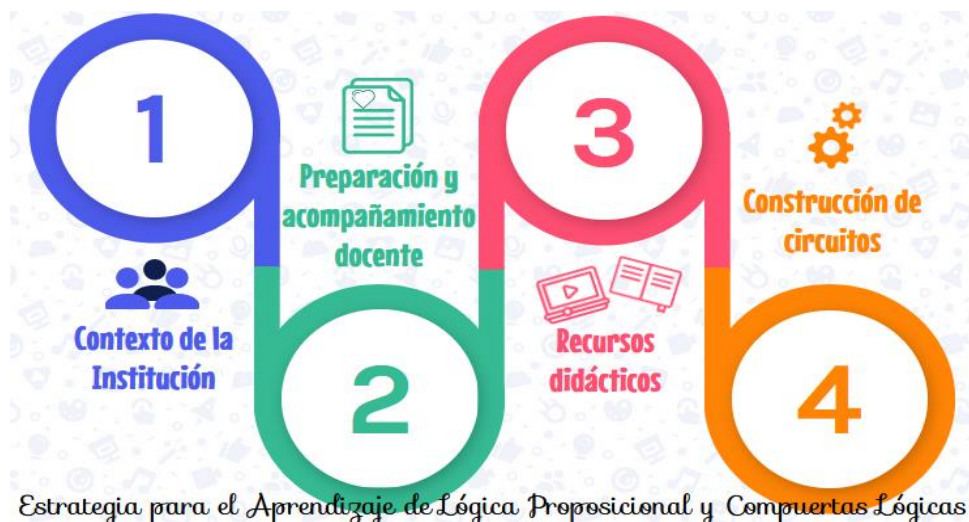 1
Contexto de la
Institución
2
Preparación y
acompañamiento
docente
3
Recursos
didácticos
4
Construcción de
circuitos
Estrategia para el Aprendizaje de Lógica Proposicional y Compuertas Lógicas